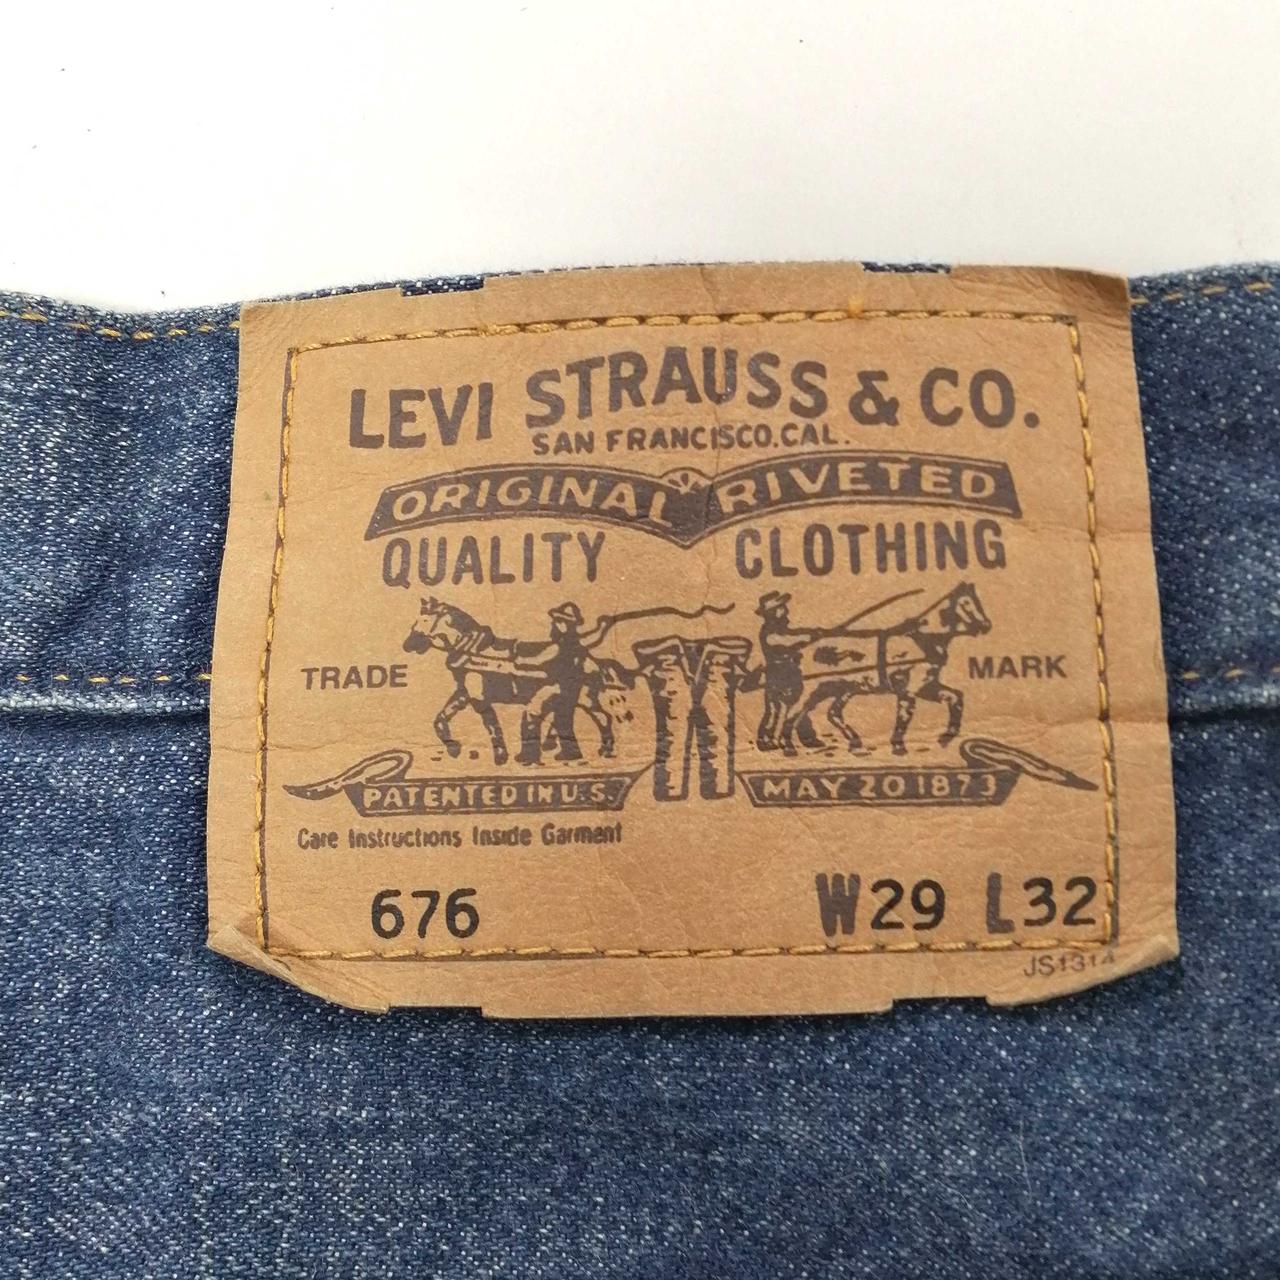 LEVI STRAUSS & CO.
SAN FRANCISCO.CAL.
ORIGINAL RIVETED
QUALITY CLOTHING
TRADE MARK
PATENTED IN U.S. MAY 20 1873
Care Instructions Inside Garment
676 W29 L32
JS1314